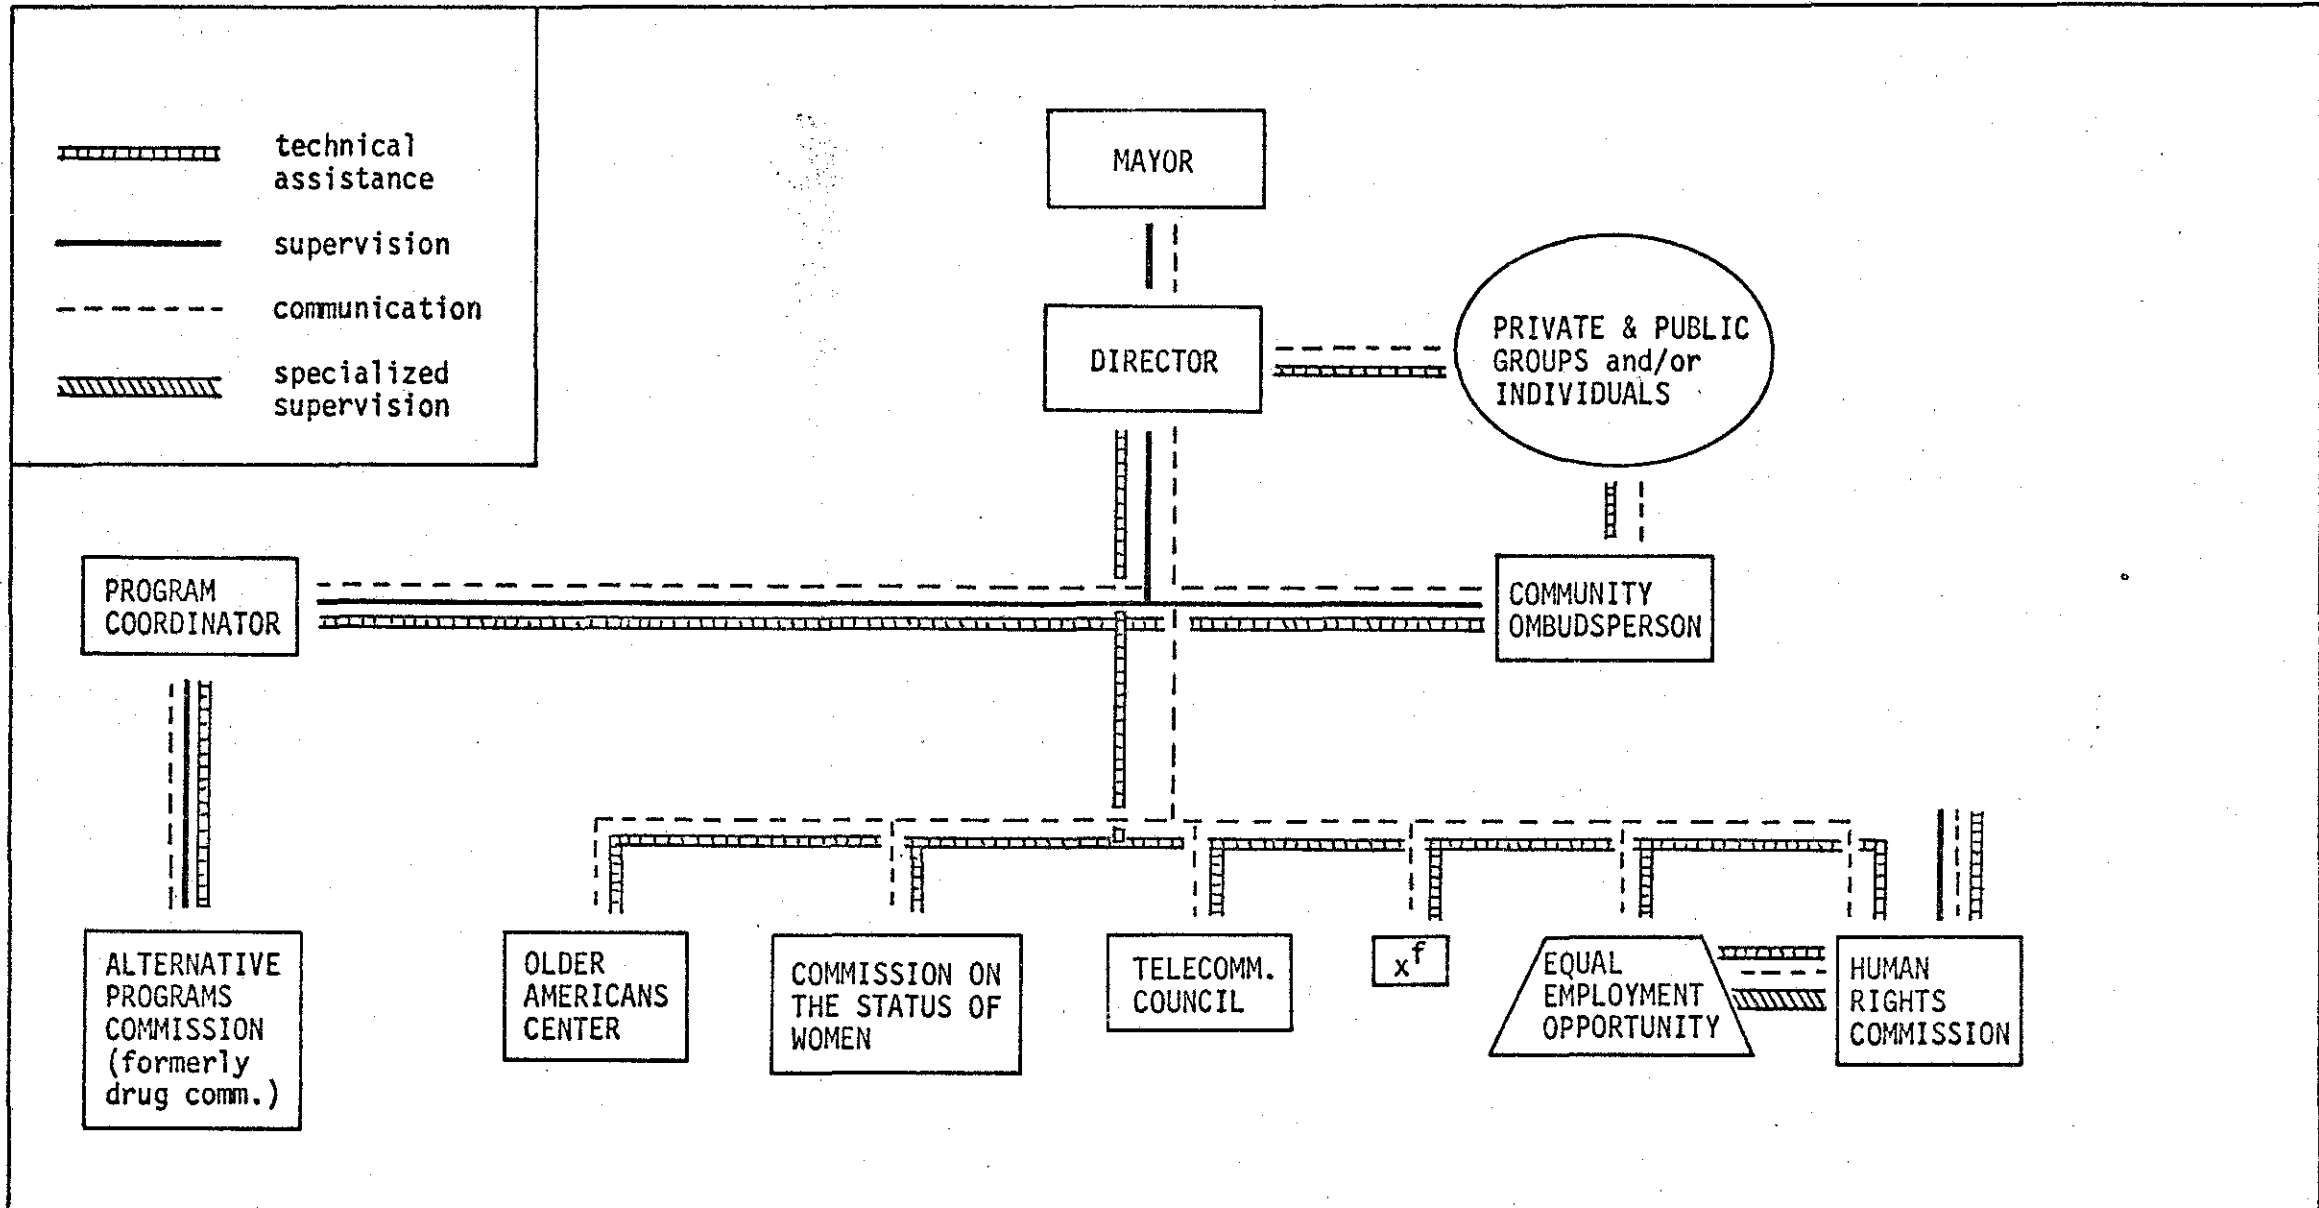 technical
assistance
supervision
communication
specialized
supervision
MAYOR
DIRECTOR
PRIVATE & PUBLIC
GROUPS and/or
INDIVIDUALS
PROGRAM
COORDINATOR
COMMUNITY
OMBUDSPERSON
ALTERNATIVE
PROGRAMS
COMMISSION
(formerly
drug comm.)
OLDER
AMERICANS
CENTER
COMMISSION ON
THE STATUS OF
WOMEN
TELECOMM.
COUNCIL
xf
EQUAL
EMPLOYMENT
OPPORTUNITY
HUMAN
RIGHTS
COMMISSION